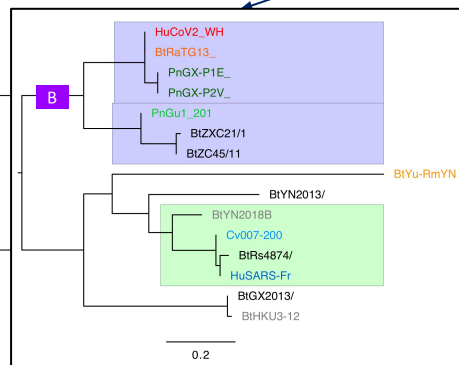 HuCoV2_WH
BtRaTG13_
PnGX-P1E_
B
PnGX-P2V_
PnGu1_201
BtZXC21/1
BtZC45/11
BtYu-RmYN
BtYN2013/
BtYN2018B
Cv007-200
BtRs4874/
HuSARS-Fr
BtGX2013/
BtHKU3-12
0.2